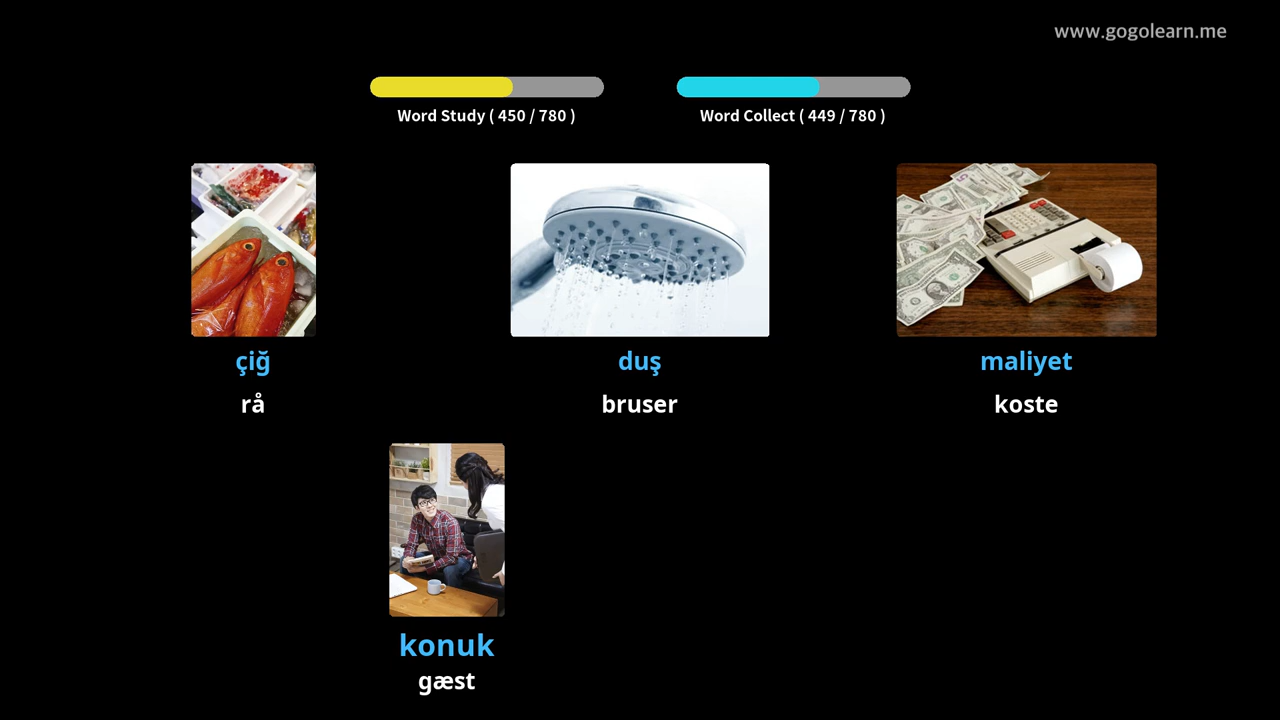 www.gogolearn.me
Word Study ( 450 / 780 )
Word Collect ( 449 / 780 )
çiğ
rå
duş
bruser
maliyet
koste
konuk
gæst